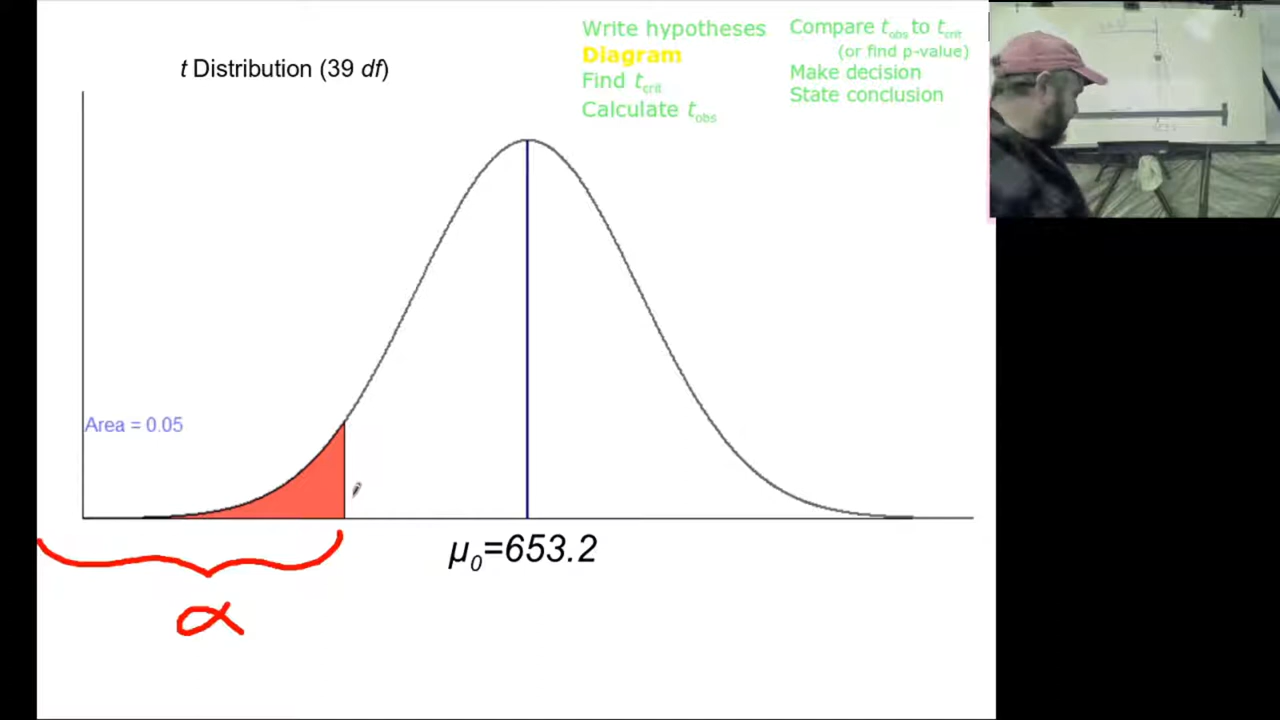 t Distribution (39 df)
Write hypotheses
Diagram
Find tcrit
Calculate tobs
Compare tobs to tcrit
(or find p-value)
Make decision
State conclusion
Area = 0.05
μ0=653.2
α